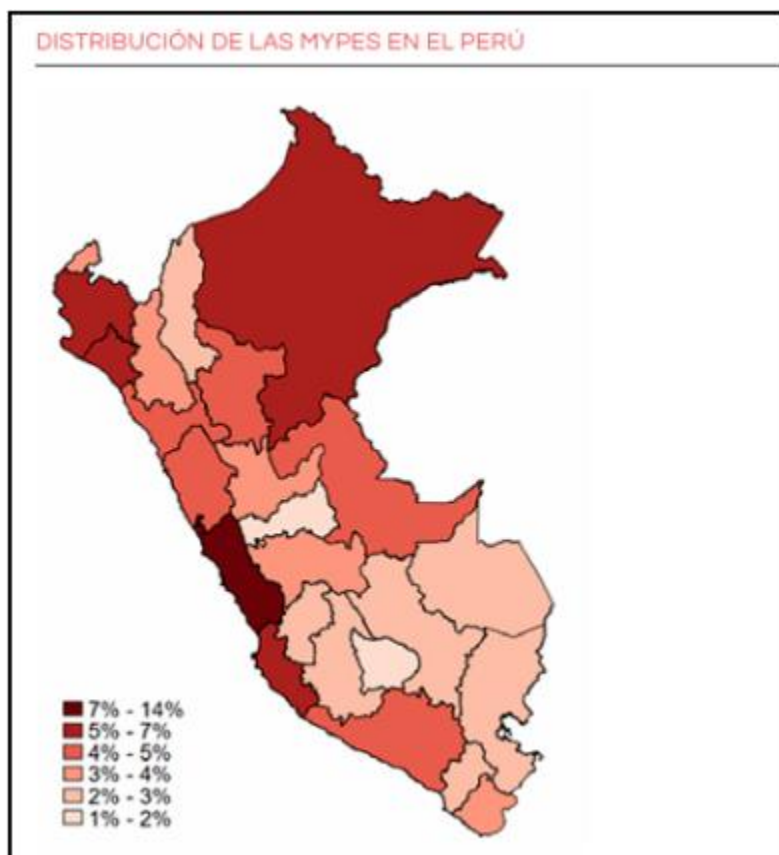 DISTRIBUCIÓN DE LAS MYPES EN EL PERÚ
7% - 14%
5% - 7%
4% - 5%
3% - 4%
2% - 3%
1% - 2%